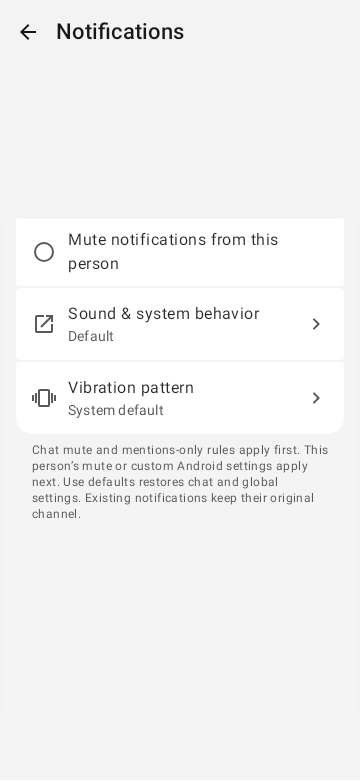 Notifications
Mute notifications from this
person
Sound & system behavior
Default
Vibration pattern
System default
Chat mute and mentions-only rules apply first. This
person’s mute or custom Android settings apply
next. Use defaults restores chat and global
settings. Existing notifications keep their original
channel.